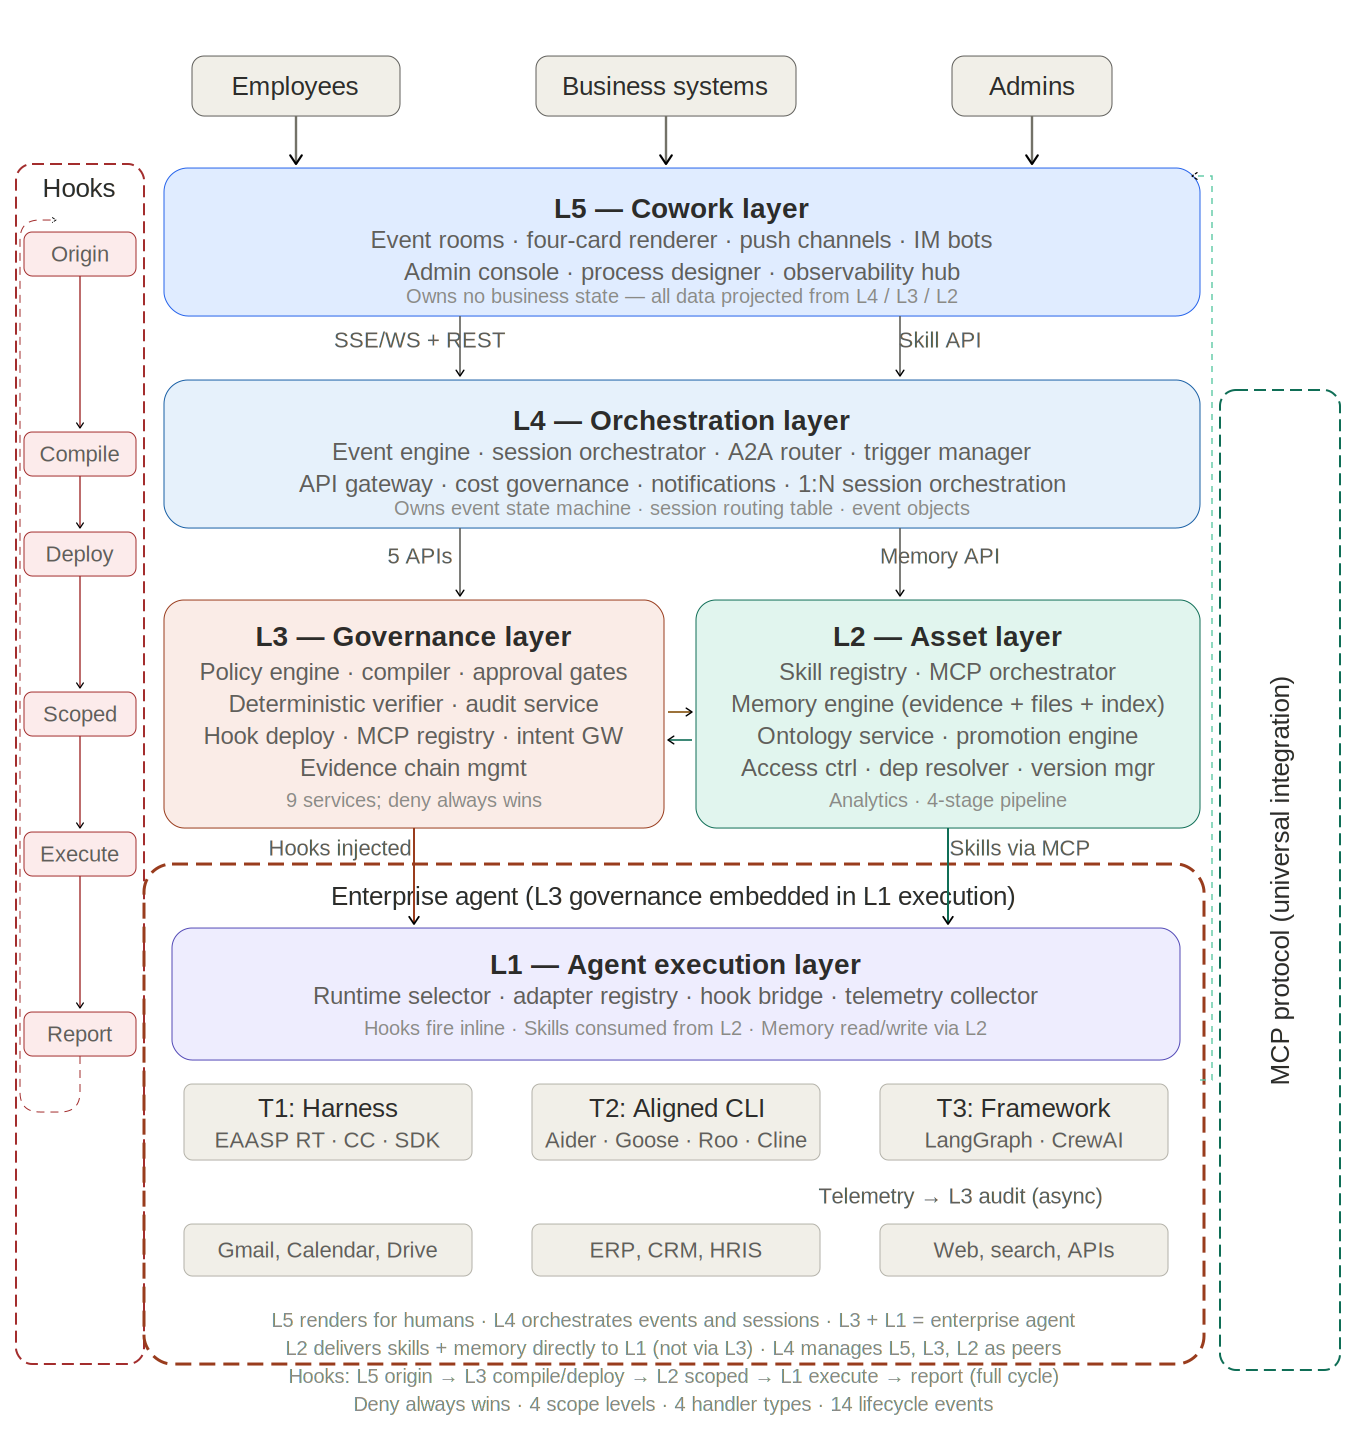 Employees
Business systems
Admins
Hooks
Origin
Compile
Deploy
Scoped
Execute
Report
L5 — Cowork layer
Event rooms · four-card renderer · push channels · IM bots
Admin console · process designer · observability hub
Owns no business state — all data projected from L4 / L3 / L2
SSE/WS + REST
Skill API
L4 — Orchestration layer
Event engine · session orchestrator · A2A router · trigger manager
API gateway · cost governance · notifications · 1:N session orchestration
Owns event state machine · session routing table · event objects
5 APIs
Memory API
L3 — Governance layer
Policy engine · compiler · approval gates
Deterministic verifier · audit service
Hook deploy · MCP registry · intent GW
Evidence chain mgmt
9 services; deny always wins
L2 — Asset layer
Skill registry · MCP orchestrator
Memory engine (evidence + files + index)
Ontology service · promotion engine
Access ctrl · dep resolver · version mgr
Analytics · 4-stage pipeline
Hooks injected
Skills via MCP
Enterprise agent (L3 governance embedded in L1 execution)
L1 — Agent execution layer
Runtime selector · adapter registry · hook bridge · telemetry collector
Hooks fire inline · Skills consumed from L2 · Memory read/write via L2
T1: Harness
EAASP RT · CC · SDK
T2: Aligned CLI
Aider · Goose · Roo · Cline
T3: Framework
LangGraph · CrewAI
Telemetry → L3 audit (async)
Gmail, Calendar, Drive
ERP, CRM, HRIS
Web, search, APIs
MCP protocol (universal integration)
L5 renders for humans · L4 orchestrates events and sessions · L3 + L1 = enterprise agent
L2 delivers skills + memory directly to L1 (not via L3) · L4 manages L5, L3, L2 as peers
Hooks: L5 origin → L3 compile/deploy → L2 scoped → L1 execute → report (full cycle)
Deny always wins · 4 scope levels · 4 handler types · 14 lifecycle events